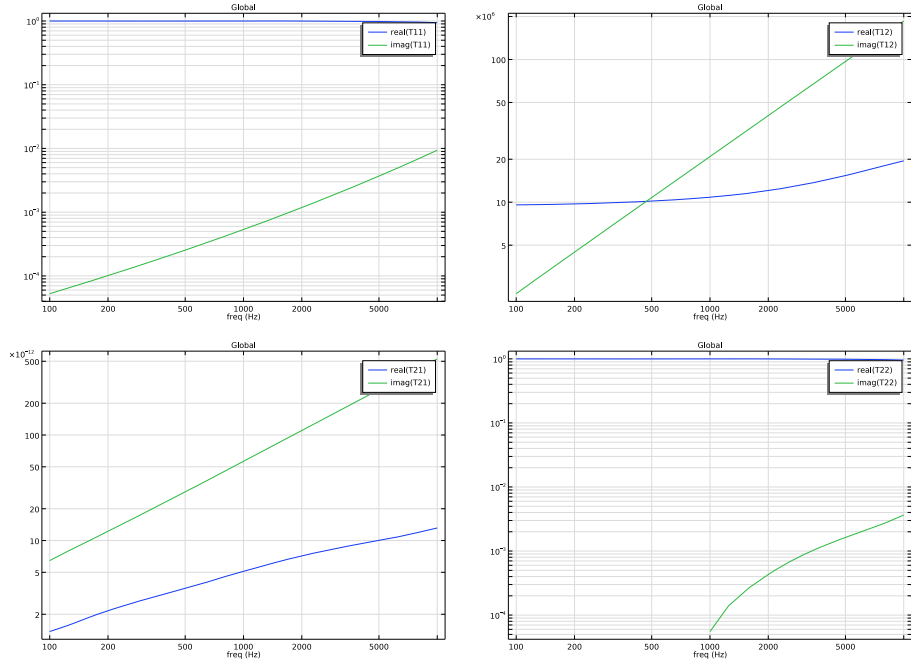 Global
real(T11)
imag(T11)
10⁰
10⁻¹
10⁻²
10⁻³
10⁻⁴
100 200 500 1000 2000 5000
freq (Hz)
Global
×10⁶
real(T12)
imag(T12)
100
50
20
10
5
100 200 500 1000 2000 5000
freq (Hz)
Global
×10⁻¹²
real(T21)
imag(T21)
500
200
100
50
20
10
5
2
100 200 500 1000 2000 5000
freq (Hz)
Global
real(T22)
imag(T22)
10⁰
10⁻¹
10⁻²
10⁻³
10⁻⁴
100 200 500 1000 2000 5000
freq (Hz)